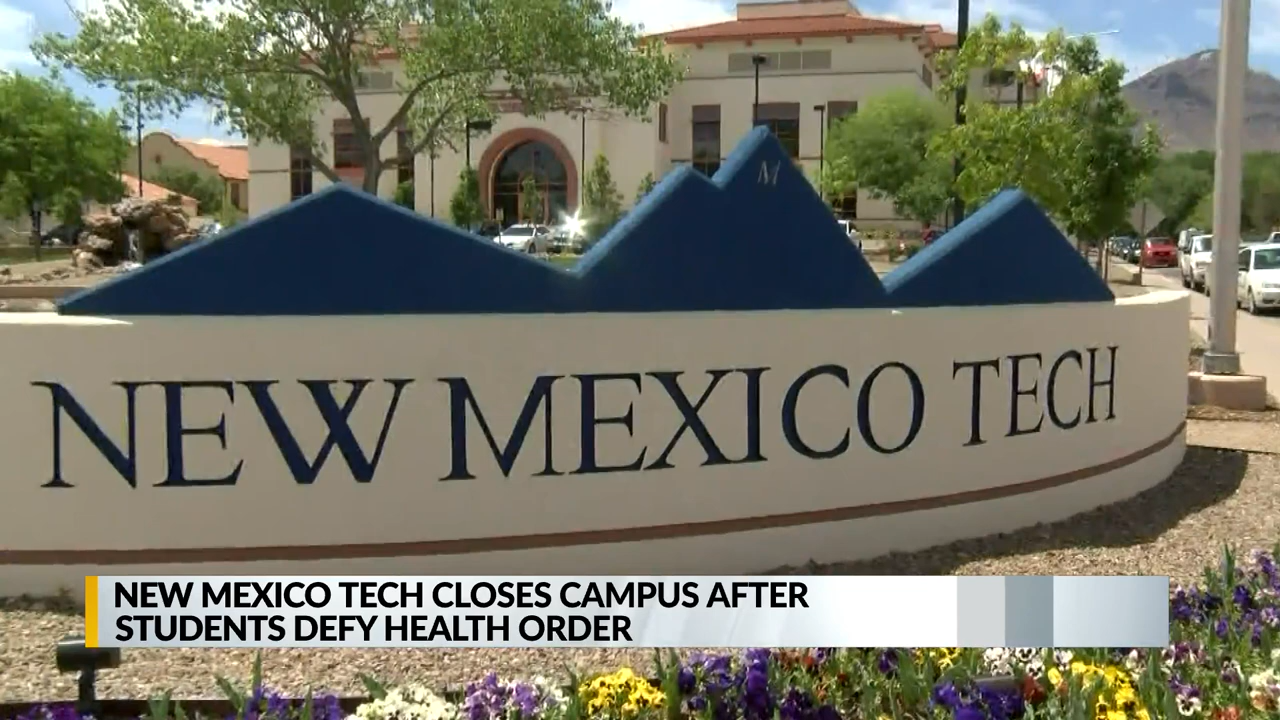 M
NEW MEXICO TECH
NEW MEXICO TECH CLOSES CAMPUS AFTER
STUDENTS DEFY HEALTH ORDER